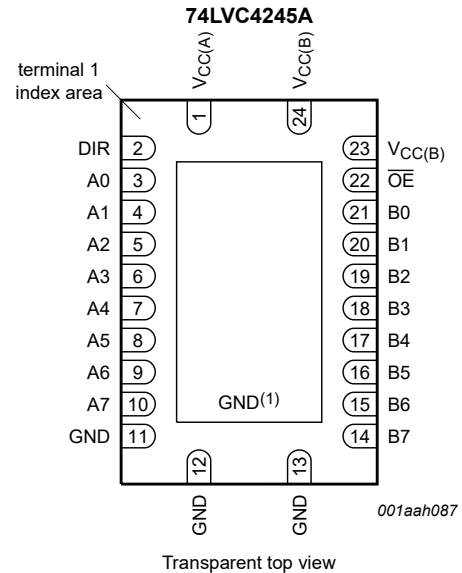 74LVC4245A
VCC(A)
VCC(B)
terminal 1
index area
1
24
DIR 2
23 VCC(B)
A0 3
22 O̅E̅
A1 4
21 B0
A2 5
20 B1
A3 6
19 B2
A4 7
18 B3
A5 8
17 B4
A6 9
16 B5
A7 10
GND(1)
15 B6
GND 11
14 B7
12
13
GND
GND
001aah087
Transparent top view